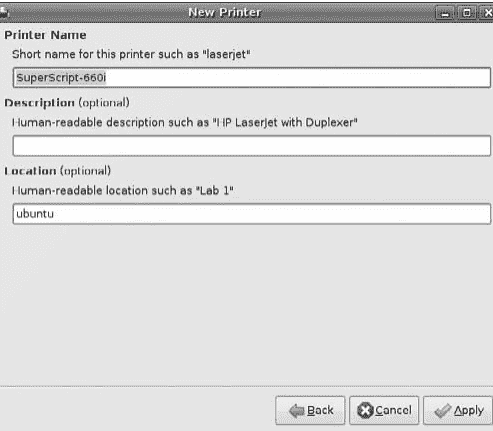 New Printer
Printer Name
Short name for this printer such as "laserjet"
SuperScript-660i
Description (optional)
Human-readable description such as "HP LaserJet with Duplexer"
Location (optional)
Human-readable location such as "Lab 1"
ubuntu
Back Cancel Apply